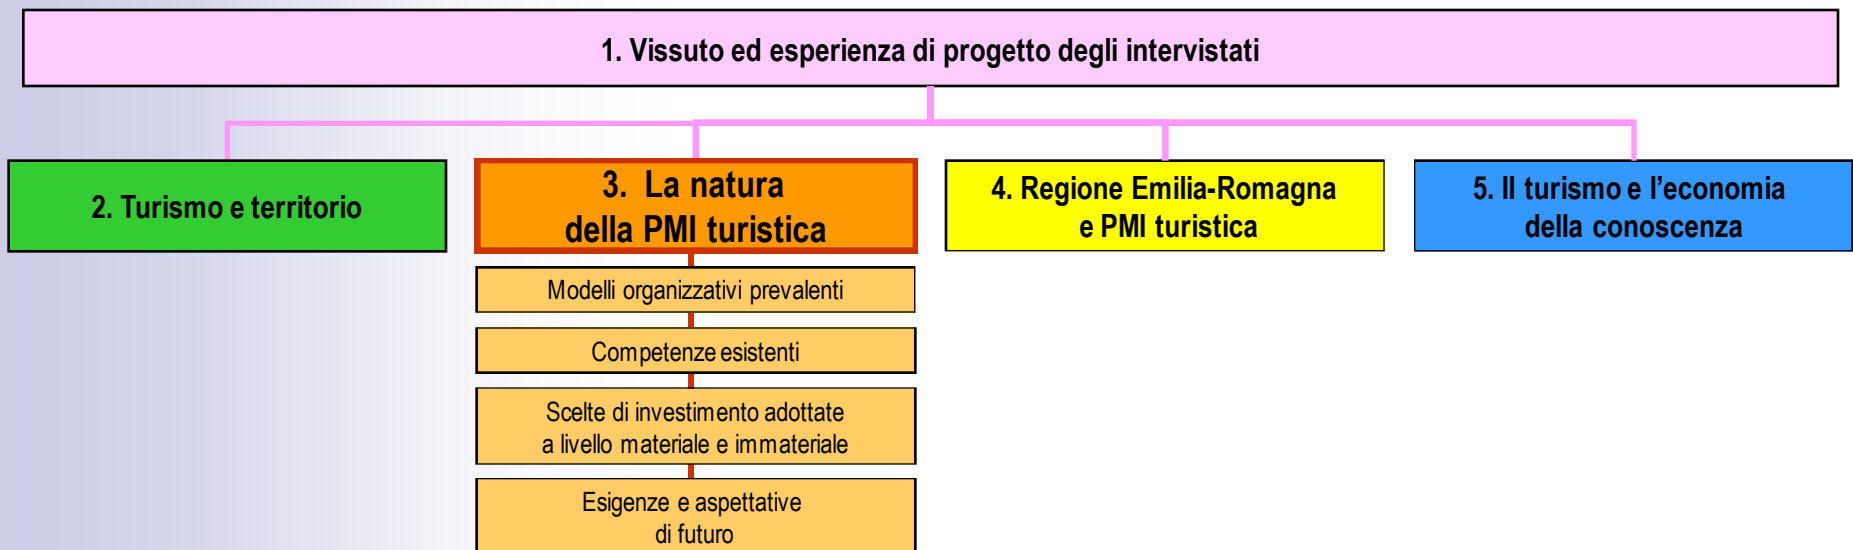 1. Vissuto ed esperienza di progetto degli intervistati
2. Turismo e territorio
3. La natura
della PMI turistica
4. Regione Emilia-Romagna
e PMI turistica
5. Il turismo e l’economia
della conoscenza
Modelli organizzativi prevalenti
Competenze esistenti
Scelte di investimento adottate
a livello materiale e immateriale
Esigenze e aspettative
di futuro